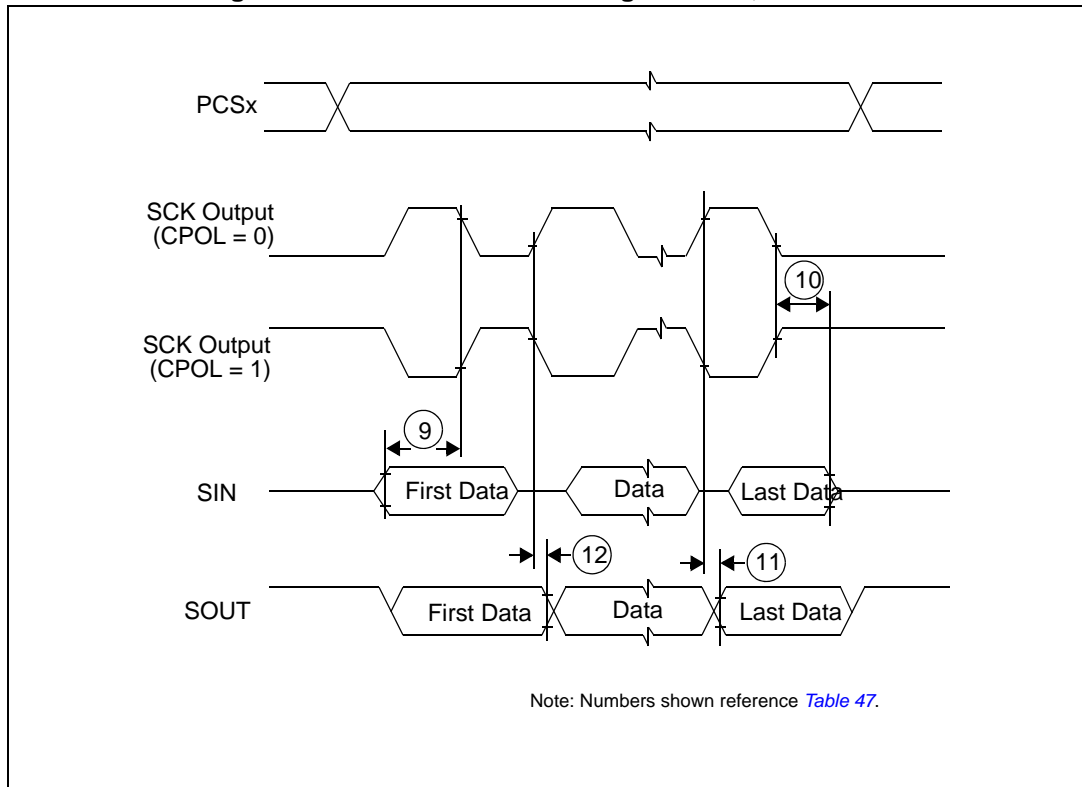 PCSx
SCK Output
(CPOL = 0)
10
SCK Output
(CPOL = 1)
9
SIN
First Data
Data
Last Data
12
11
SOUT
First Data
Data
Last Data
Note: Numbers shown reference Table 47.